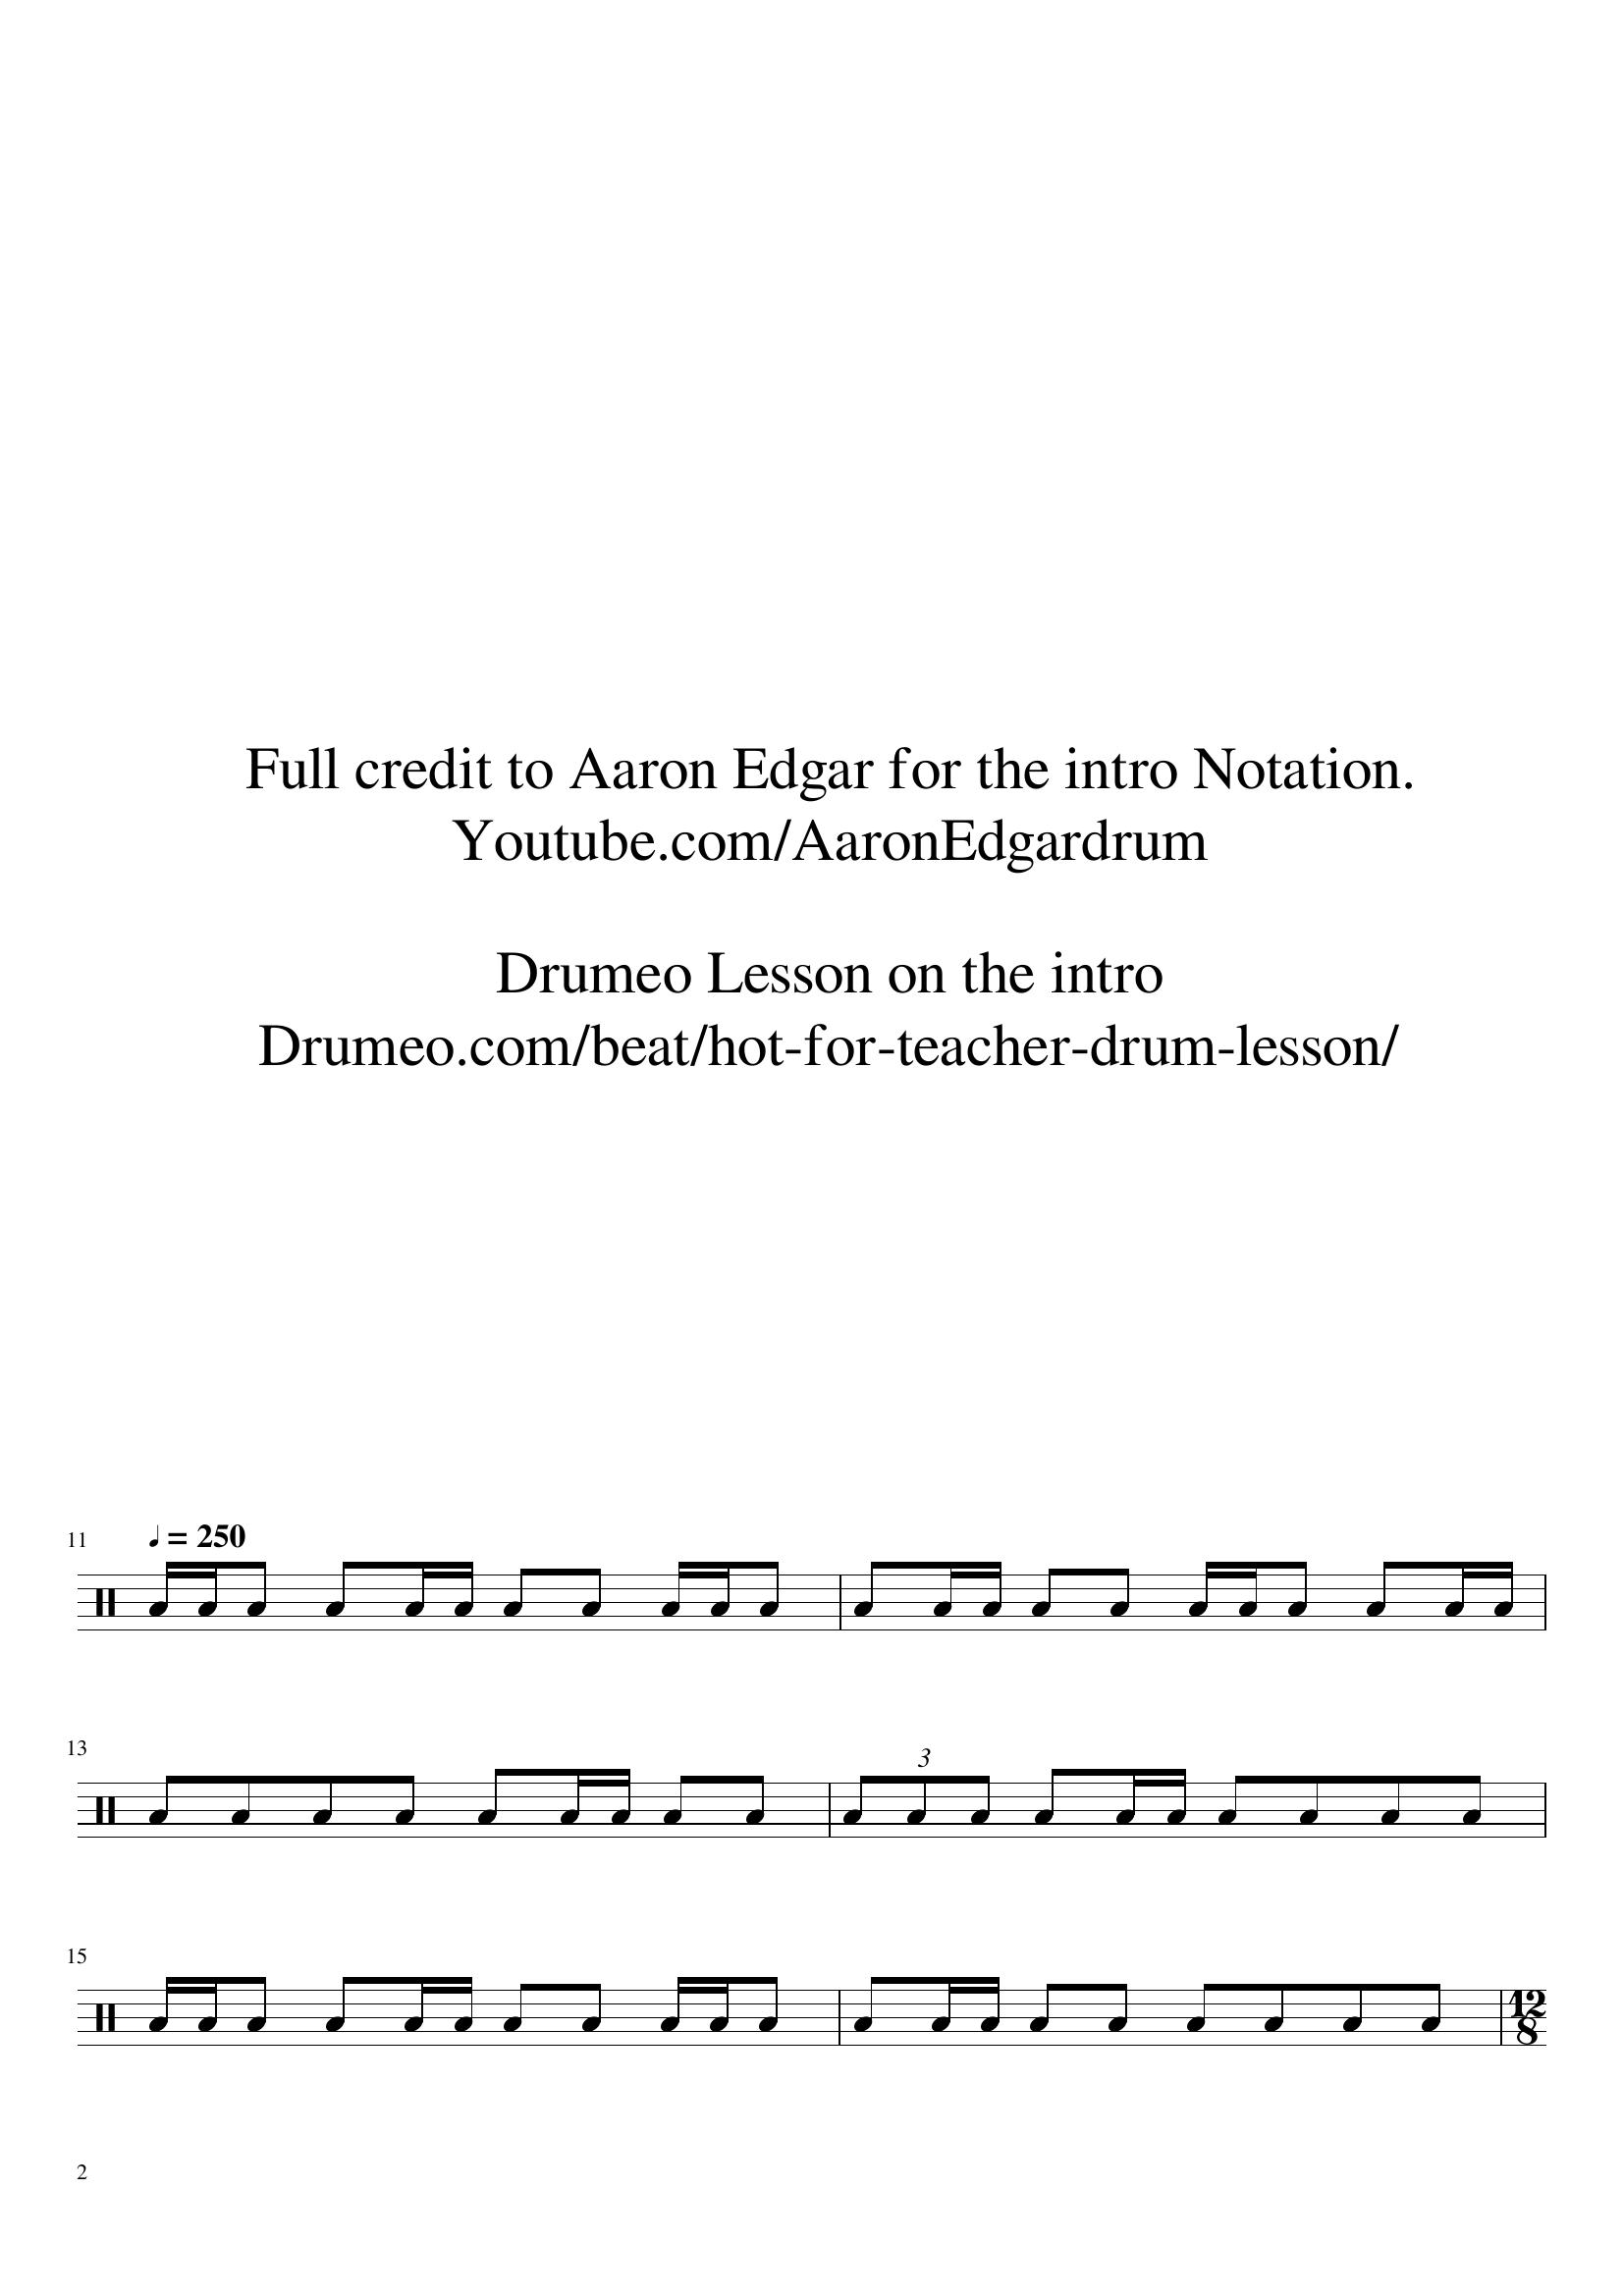 Full credit to Aaron Edgar for the intro Notation.
Youtube.com/AaronEdgardrum
Drumeo Lesson on the intro
Drumeo.com/beat/hot-for-teacher-drum-lesson/
11
♩ = 250
13
3
15
12
8
2